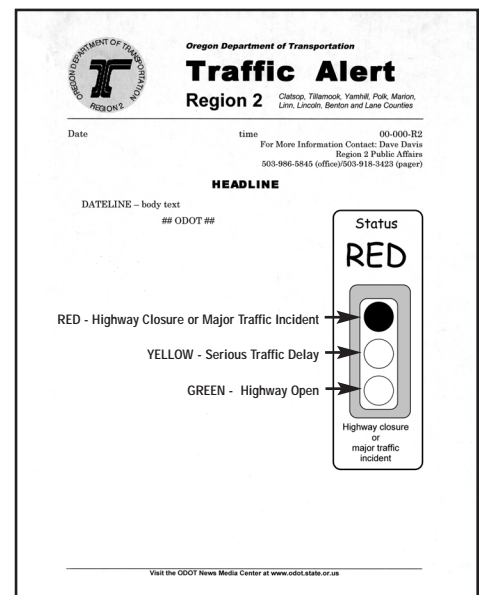 OREGON DEPARTMENT OF TRANSPORTATION
REGION 2
Oregon Department of Transportation
Traffic Alert
Region 2
Clatsop, Tillamook, Yamhill, Polk, Marion,
Linn, Lincoln, Benton and Lane Counties
Date time 00-000-R2
For More Information Contact: Dave Davis
Region 2 Public Affairs
503-986-5845 (office)/503-918-3423 (pager)
HEADLINE
DATELINE – body text
## ODOT ##
Status
RED
RED - Highway Closure or Major Traffic Incident
YELLOW - Serious Traffic Delay
GREEN - Highway Open
Highway closure
or
major traffic
incident
Visit the ODOT News Media Center at www.odot.state.or.us